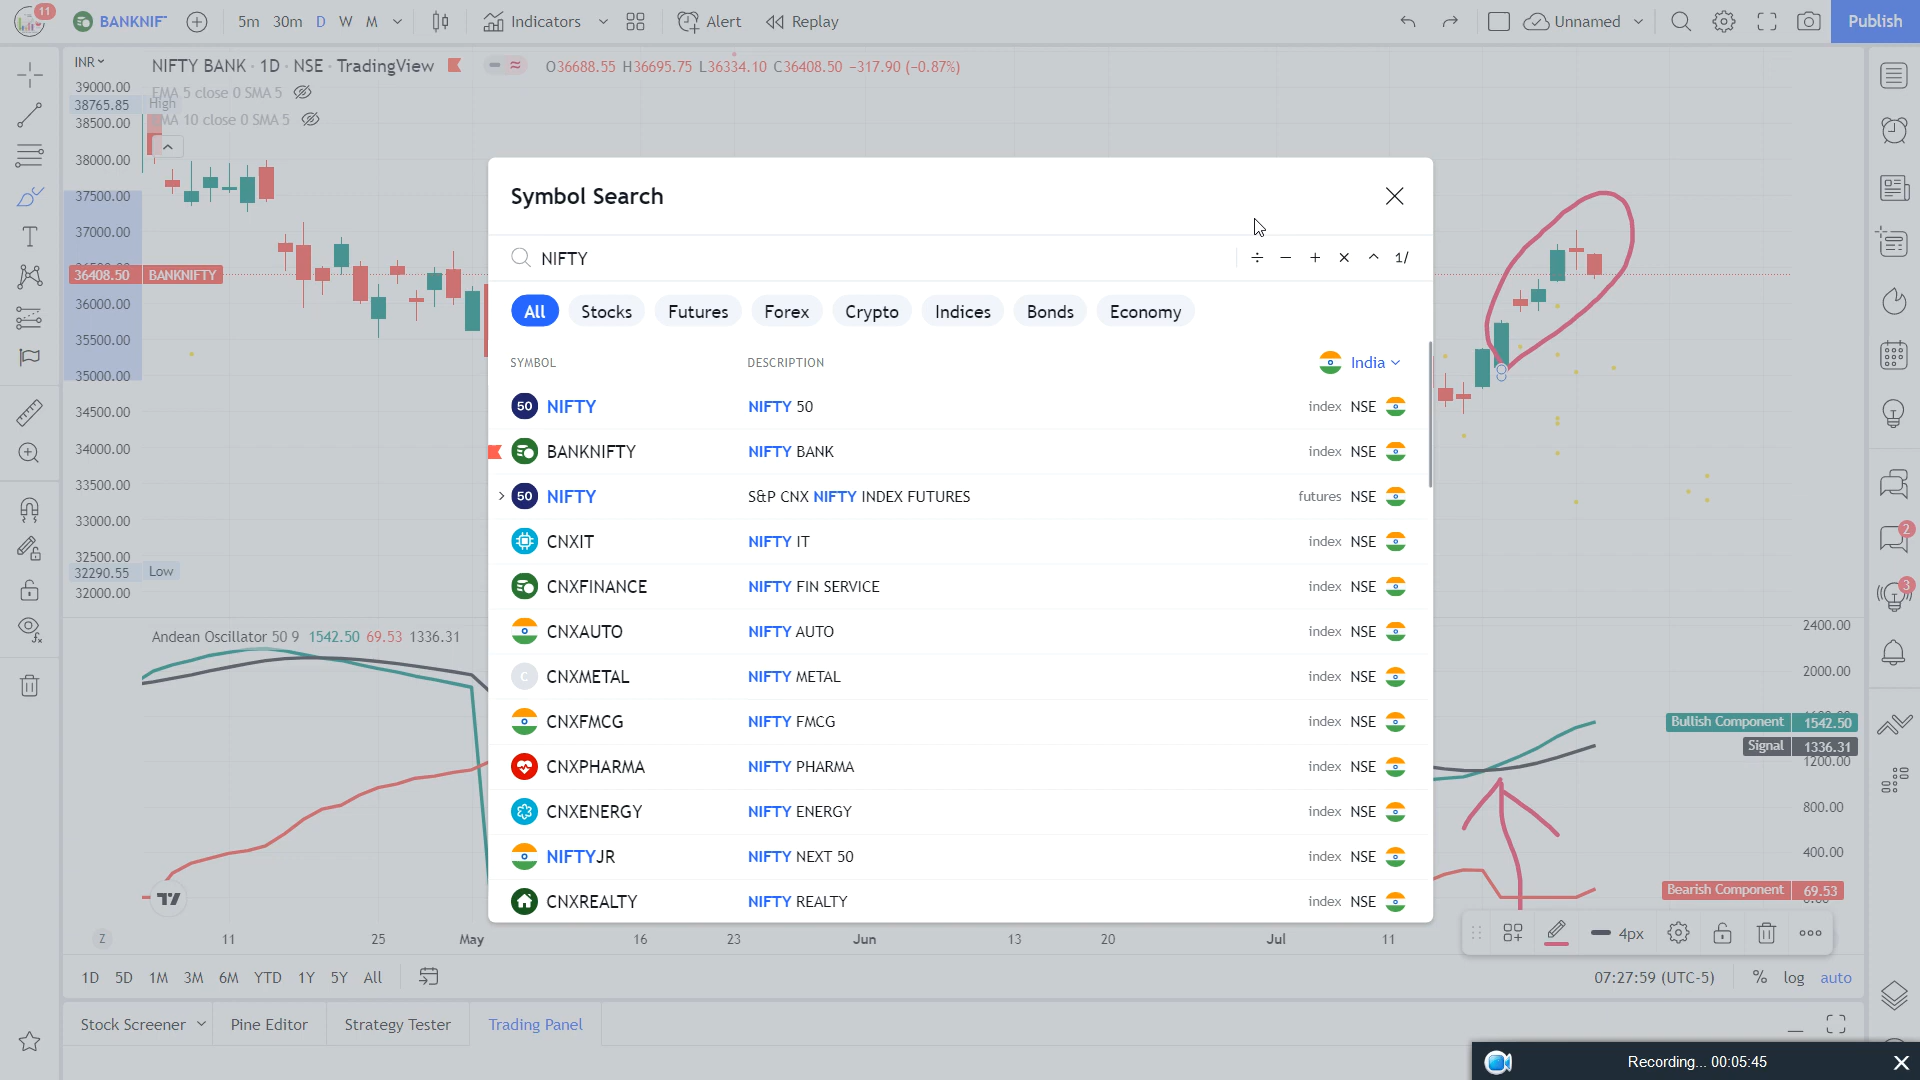 11 BANKNIF 5m 30m D W M Indicators Alert Replay Unnamed Publish
INR
NIFTY BANK · 1D · NSE · TradingView O36688.55 H36695.75 L36334.10 C36408.50 −317.90 (−0.87%)
39000.00
EMA 5 close 0 SMA 5
38765.85 High
38500.00
MA 10 close 0 SMA 5
38000.00
37500.00
37000.00
36408.50 BANKNIFTY
36000.00
35500.00
35000.00
34500.00
34000.00
33500.00
33000.00
32500.00
32290.55 Low
32000.00
Symbol Search
NIFTY ÷ − + × ^ 1/
All Stocks Futures Forex Crypto Indices Bonds Economy
SYMBOL DESCRIPTION India
50 NIFTY NIFTY 50 index NSE
BANKNIFTY NIFTY BANK index NSE
50 NIFTY S&P CNX NIFTY INDEX FUTURES futures NSE
CNXIT NIFTY IT index NSE
CNXFINANCE NIFTY FIN SERVICE index NSE
CNXAUTO NIFTY AUTO index NSE
C CNXMETAL NIFTY METAL index NSE
CNXFMCG NIFTY FMCG index NSE
CNXPHARMA NIFTY PHARMA index NSE
CNXENERGY NIFTY ENERGY index NSE
NIFTYJR NIFTY NEXT 50 index NSE
CNXREALTY NIFTY REALTY index NSE
2
3
Andean Oscillator 50 9 1542.50 69.53 1336.31
2400.00
2000.00
Bullish Component 1542.50
Signal 1336.31
1200.00
800.00
400.00
Bearish Component 69.53
Z 11 25 May 16 23 Jun 13 20 Jul 11
4px
1D 5D 1M 3M 6M YTD 1Y 5Y All 07:27:59 (UTC-5) % log auto
Stock Screener Pine Editor Strategy Tester Trading Panel
Recording... 00:05:45